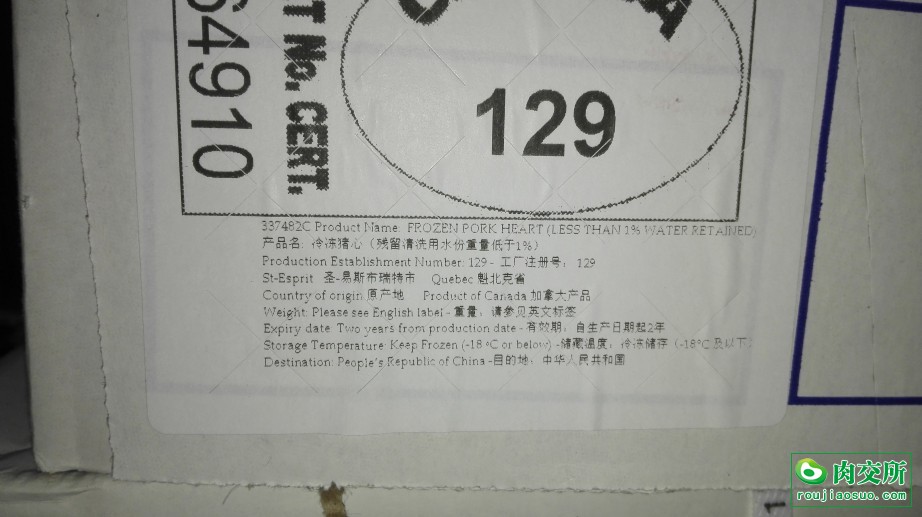 64910
T No. CERT.
129
337482C Product Name: FROZEN PORK HEART (LESS THAN 1% WATER RETAINED)
产品名: 冷冻猪心（残留清洗用水份重量低于1%）
Production Establishment Number: 129 - 工厂注册号： 129
St-Esprit 圣-易斯布瑞特市 Quebec 魁北克省
Country of origin 原产地 Product of Canada 加拿大产品
Weight: Please see English label - 重量：请参见英文标签
Expiry date: Two years from production date - 有效期：自生产日期起2年
Storage Temperature: Keep Frozen (-18 °C or below) -储藏温度：冷冻储存（-18°C 及以下
Destination: People's Republic of China -目的地：中华人民共和国
肉交所
roujiaosuo.com
1